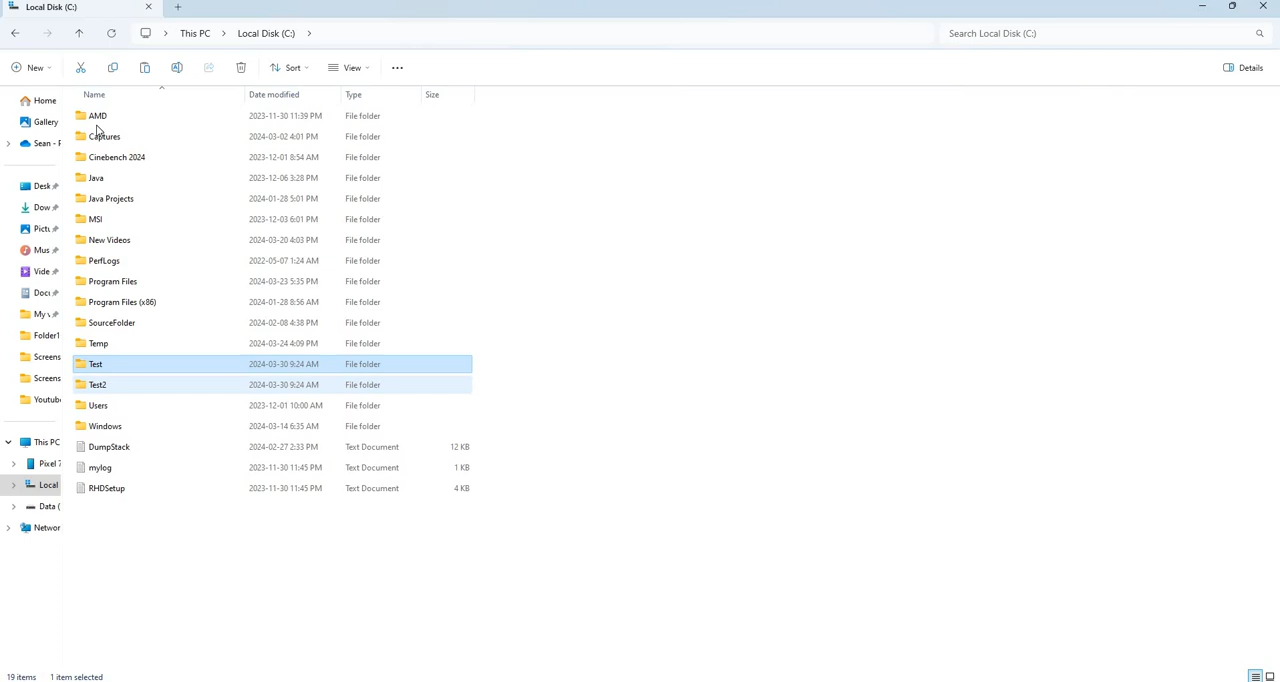 Local Disk (C:)
This PC > Local Disk (C:) >
Search Local Disk (C:)
New
Sort
View
Details
Name Date modified Type Size
Home
Gallery
Sean - F
Desk
Dow
Pictu
Mus
Vide
Docu
My v
Folder1
Screens
Screens
Youtub
This PC
Pixel 7
Local
Data (
Networ
AMD 2023-11-30 11:39 PM File folder
Captures 2024-03-02 4:01 PM File folder
Cinebench 2024 2023-12-01 8:54 AM File folder
Java 2023-12-06 3:28 PM File folder
Java Projects 2024-01-28 5:01 PM File folder
MSI 2023-12-03 6:01 PM File folder
New Videos 2024-03-20 4:03 PM File folder
PerfLogs 2022-05-07 1:24 AM File folder
Program Files 2024-03-23 5:35 PM File folder
Program Files (x86) 2024-01-28 8:56 AM File folder
SourceFolder 2024-02-08 4:38 PM File folder
Temp 2024-03-24 4:09 PM File folder
Test 2024-03-30 9:24 AM File folder
Test2 2024-03-30 9:24 AM File folder
Users 2023-12-01 10:00 AM File folder
Windows 2024-03-14 6:35 AM File folder
DumpStack 2024-02-27 2:33 PM Text Document 12 KB
mylog 2023-11-30 11:45 PM Text Document 1 KB
RHDSetup 2023-11-30 11:45 PM Text Document 4 KB
19 items 1 item selected